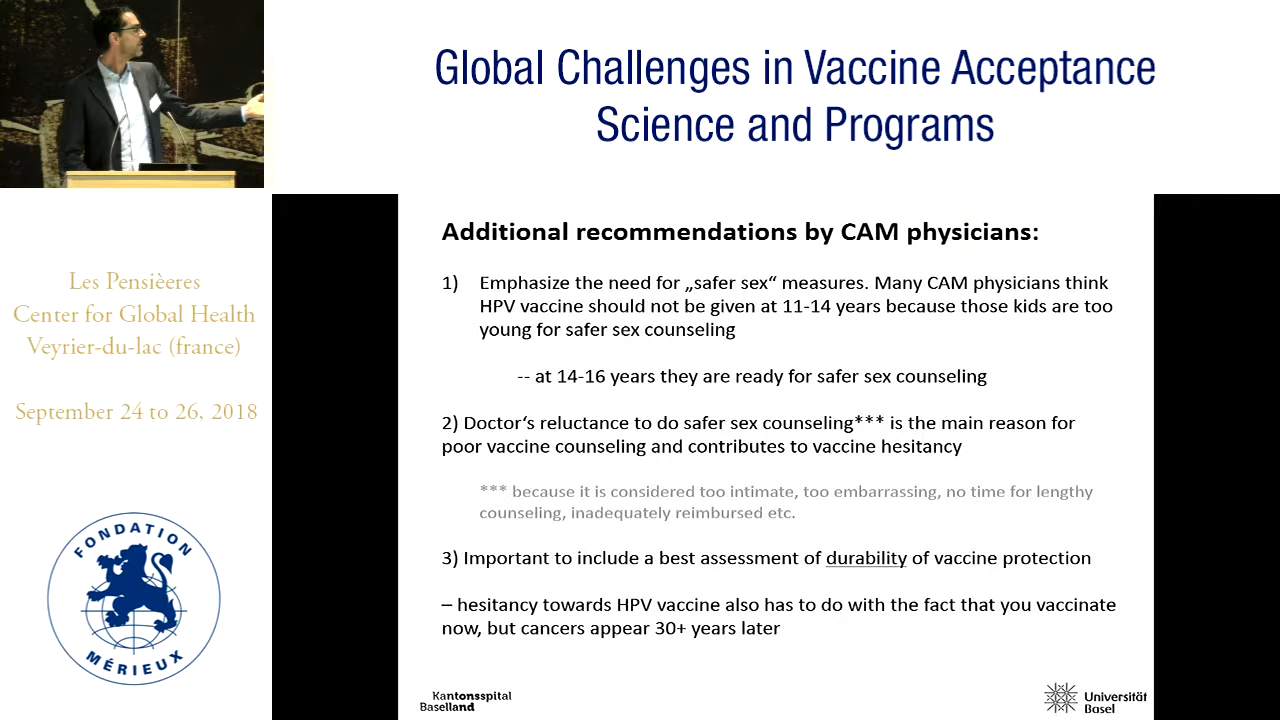 Global Challenges in Vaccine Acceptance
Science and Programs
Les Pensièeres
Center for Global Health
Veyrier-du-lac (france)
September 24 to 26, 2018
FONDATION
MÉRIEUX
Additional recommendations by CAM physicians:
1) Emphasize the need for „safer sex“ measures. Many CAM physicians think
HPV vaccine should not be given at 11-14 years because those kids are too
young for safer sex counseling
-- at 14-16 years they are ready for safer sex counseling
2) Doctor‘s reluctance to do safer sex counseling*** is the main reason for
poor vaccine counseling and contributes to vaccine hesitancy
*** because it is considered too intimate, too embarrassing, no time for lengthy
counseling, inadequately reimbursed etc.
3) Important to include a best assessment of durability of vaccine protection
– hesitancy towards HPV vaccine also has to do with the fact that you vaccinate
now, but cancers appear 30+ years later
Kantonsspital
Baselland
Universität
Basel